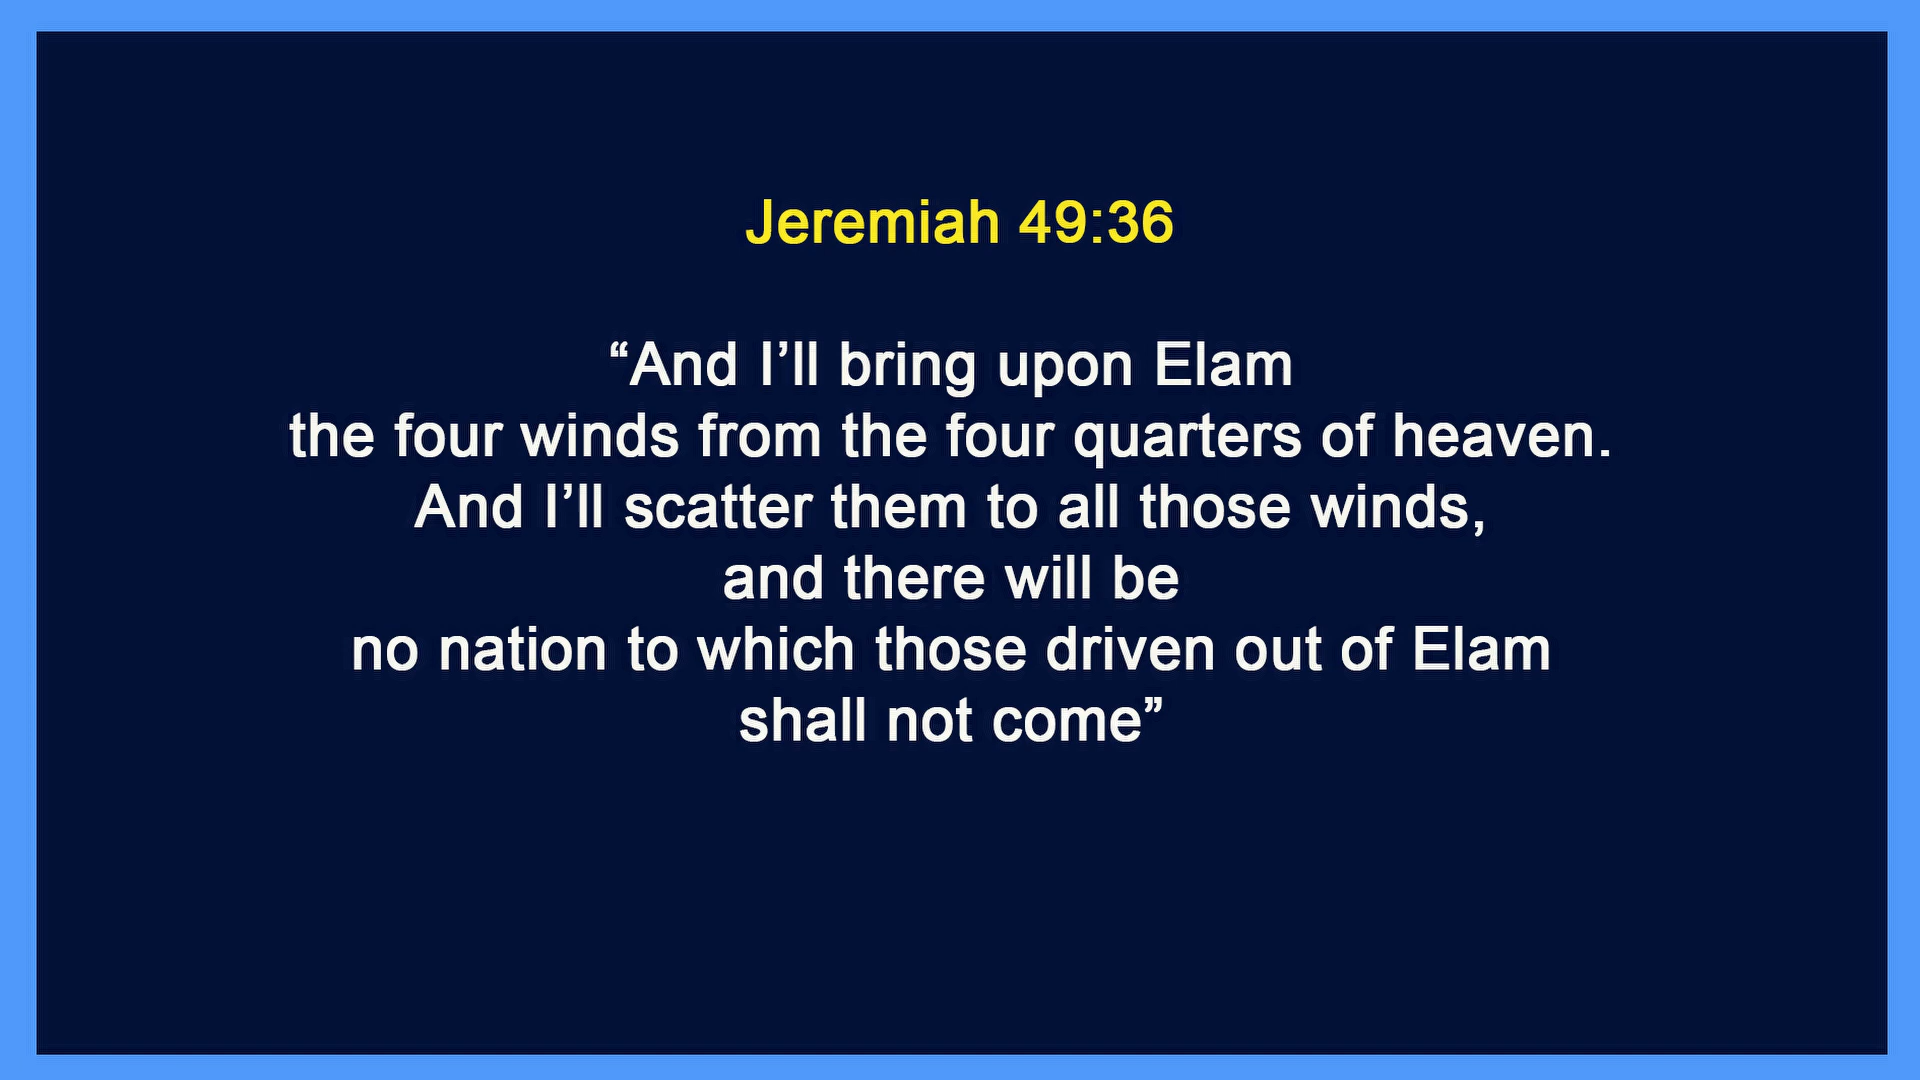 Jeremiah 49:36
“And I’ll bring upon Elam
the four winds from the four quarters of heaven.
And I’ll scatter them to all those winds,
and there will be
no nation to which those driven out of Elam
shall not come”